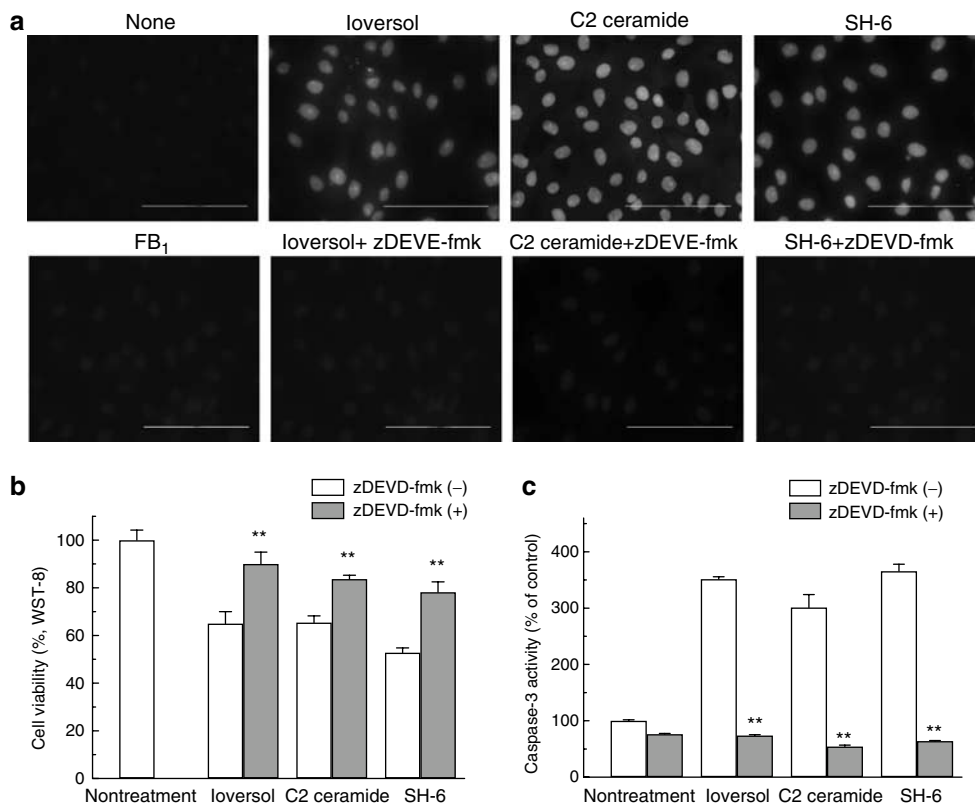 a
None
Ioversol
C2 ceramide
SH-6
FB1
Ioversol+ zDEVE-fmk
C2 ceramide+zDEVE-fmk
SH-6+zDEVD-fmk
b
zDEVD-fmk (−)
zDEVD-fmk (+)
Cell viability (%, WST-8)
100
80
60
40
20
0
**
**
**
Nontreatment
Ioversol
C2 ceramide
SH-6
c
zDEVD-fmk (−)
zDEVD-fmk (+)
Caspase-3 activity (% of control)
400
300
200
100
50
0
**
**
**
Nontreatment
Ioversol
C2 ceramide
SH-6